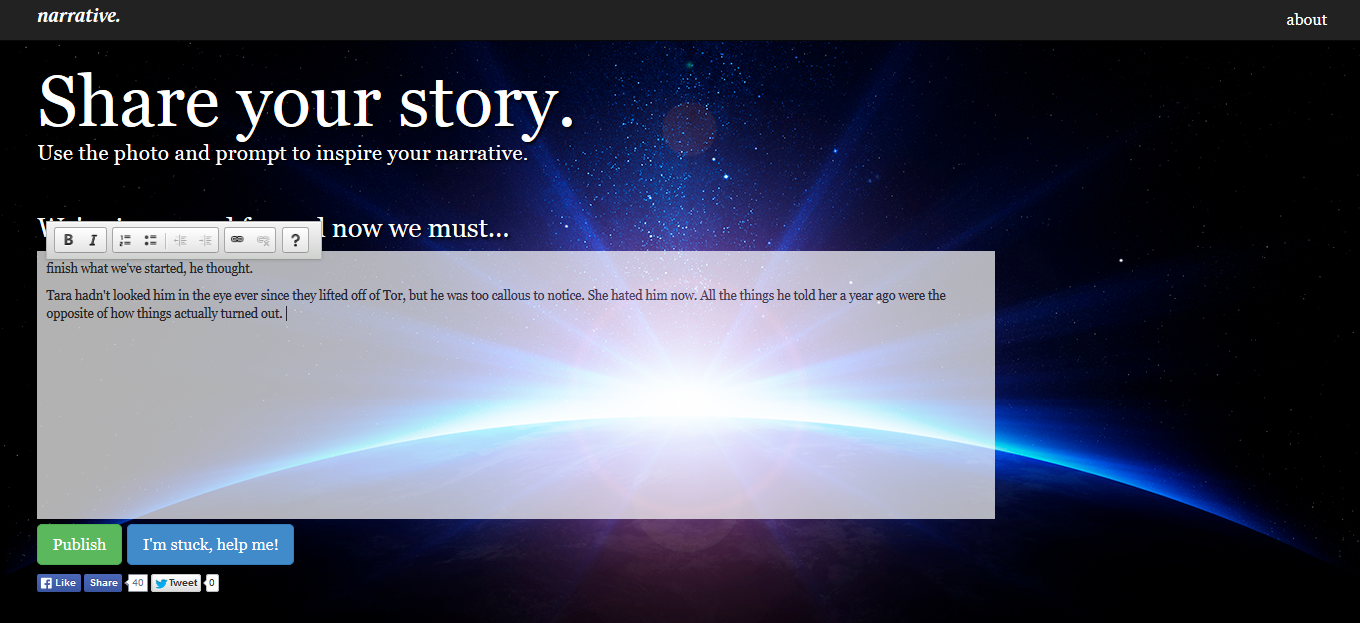 narrative.
about
Share your story.
Use the photo and prompt to inspire your narrative.
now we must...
B I ?
finish what we've started, he thought.
Tara hadn't looked him in the eye ever since they lifted off of Tor, but he was too callous to notice. She hated him now. All the things he told her a year ago were the
opposite of how things actually turned out.
Publish I'm stuck, help me!
Like Share 40 Tweet 0